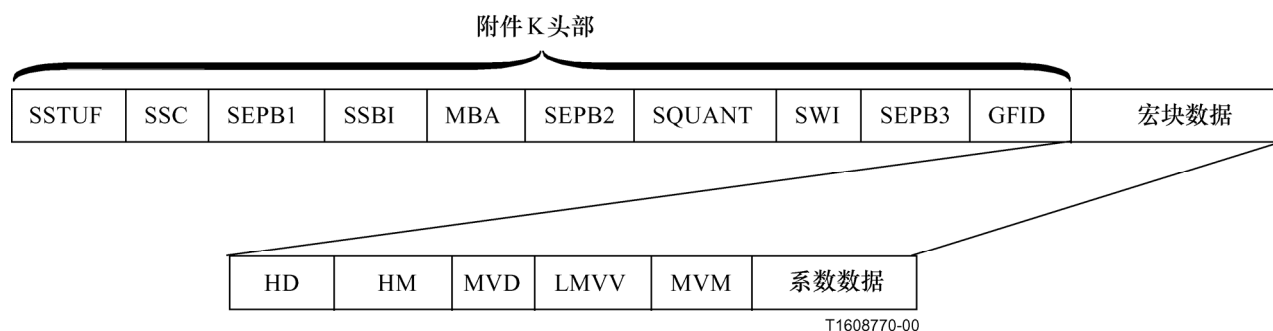 附件K头部
SSTUF SSC SEPB1 SSBI MBA SEPB2 SQUANT SWI SEPB3 GFID 宏块数据
HD HM MVD LMVV MVM 系数数据
T1608770-00